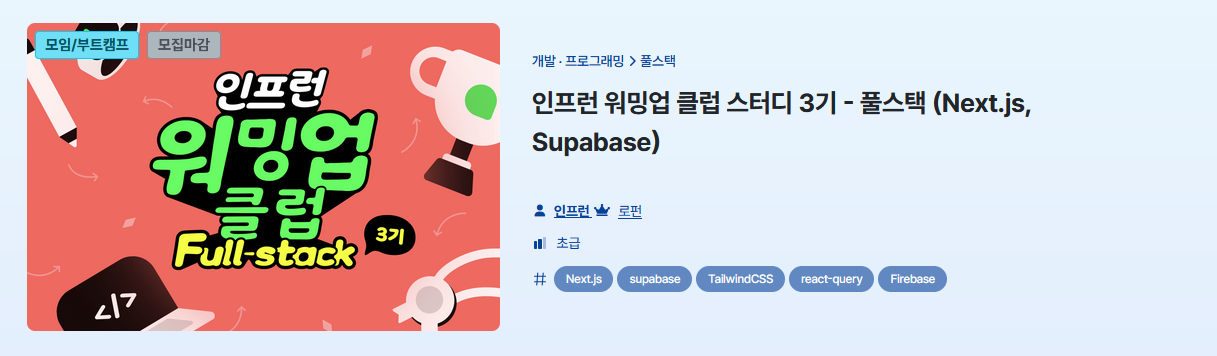 모임/부트캠프 모집마감
인프런
워밍업
클럽
Full-stack
3기
</>
개발 · 프로그래밍 > 풀스택
인프런 워밍업 클럽 스터디 3기 - 풀스택 (Next.js,
Supabase)
인프런 로펀
초급
# Next.js supabase TailwindCSS react-query Firebase